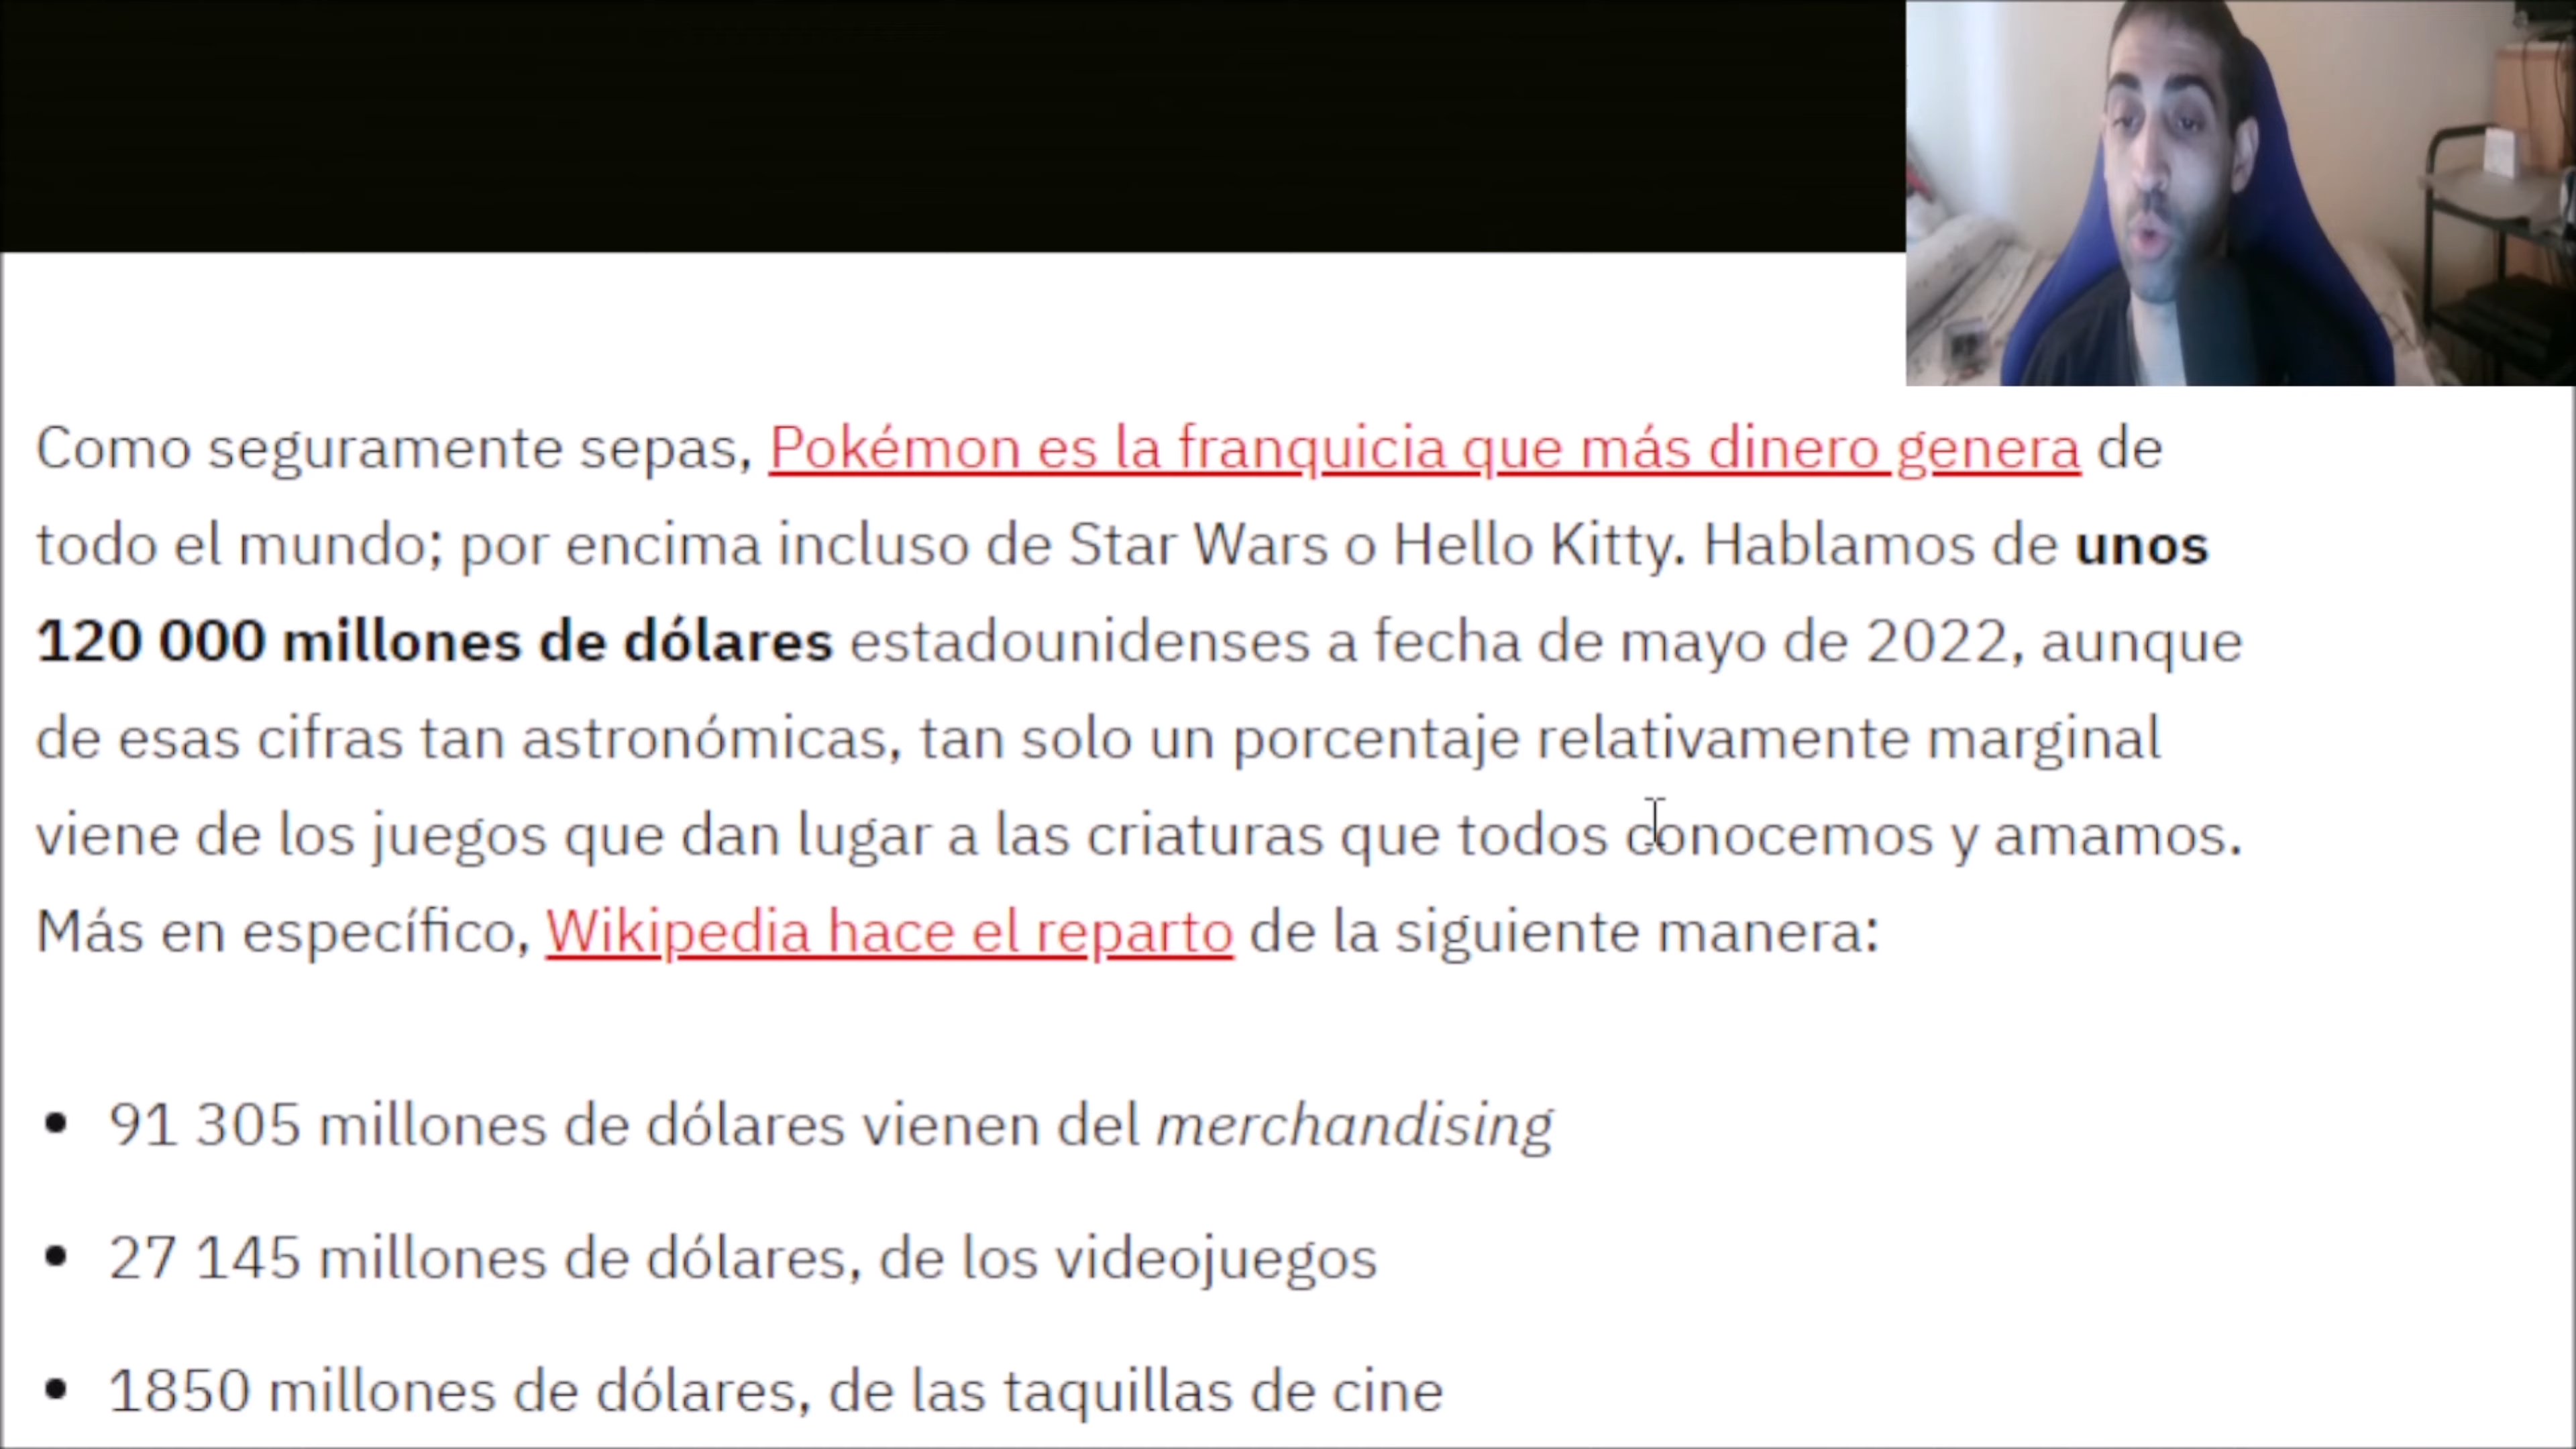 Como seguramente sepas, Pokémon es la franquicia que más dinero genera de
todo el mundo; por encima incluso de Star Wars o Hello Kitty. Hablamos de unos
120 000 millones de dólares estadounidenses a fecha de mayo de 2022, aunque
de esas cifras tan astronómicas, tan solo un porcentaje relativamente marginal
viene de los juegos que dan lugar a las criaturas que todos conocemos y amamos.
Más en específico, Wikipedia hace el reparto de la siguiente manera:
• 91 305 millones de dólares vienen del merchandising
• 27 145 millones de dólares, de los videojuegos
• 1850 millones de dólares, de las taquillas de cine